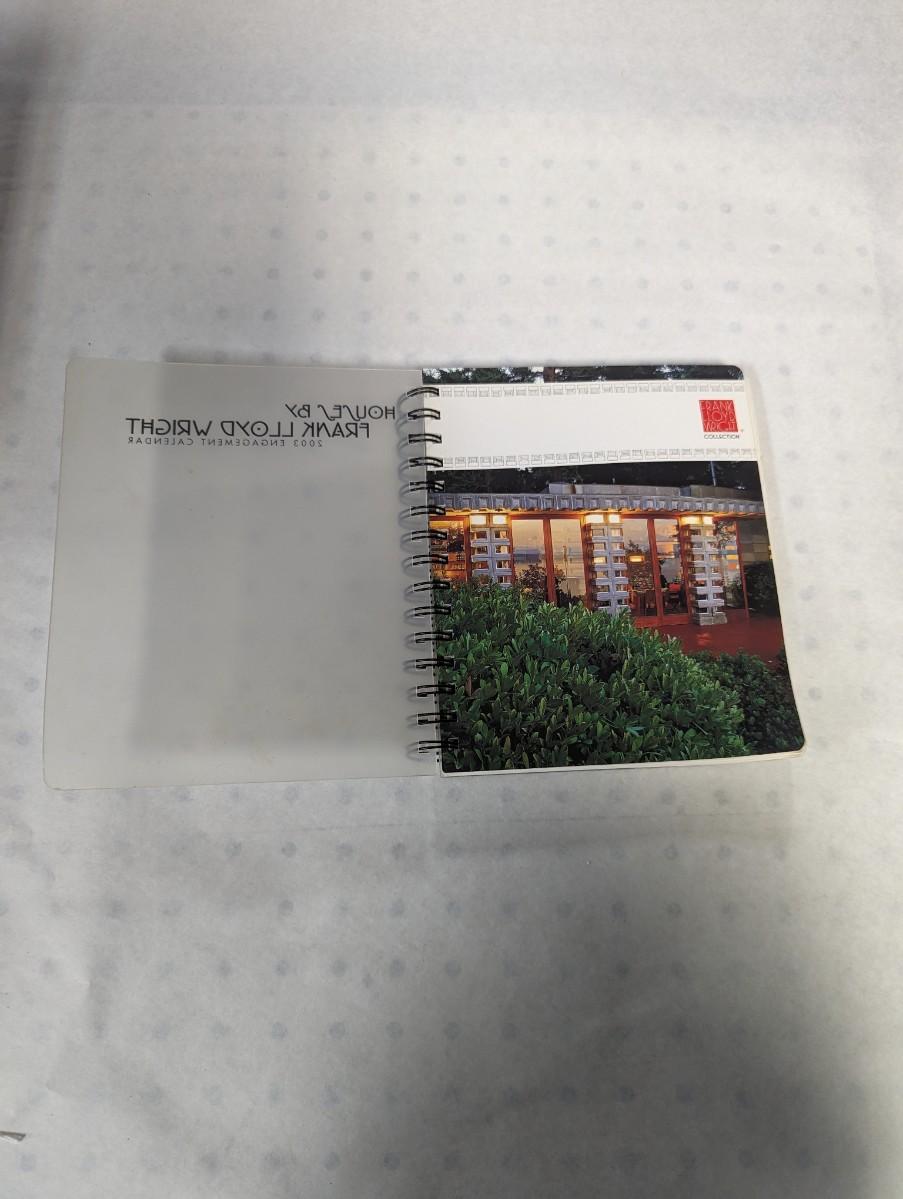 HOUSES BY
FRANK LLOYD WRIGHT
2003 ENGAGEMENT CALENDAR
FRANK
LLOYD
WRIGHT
COLLECTION